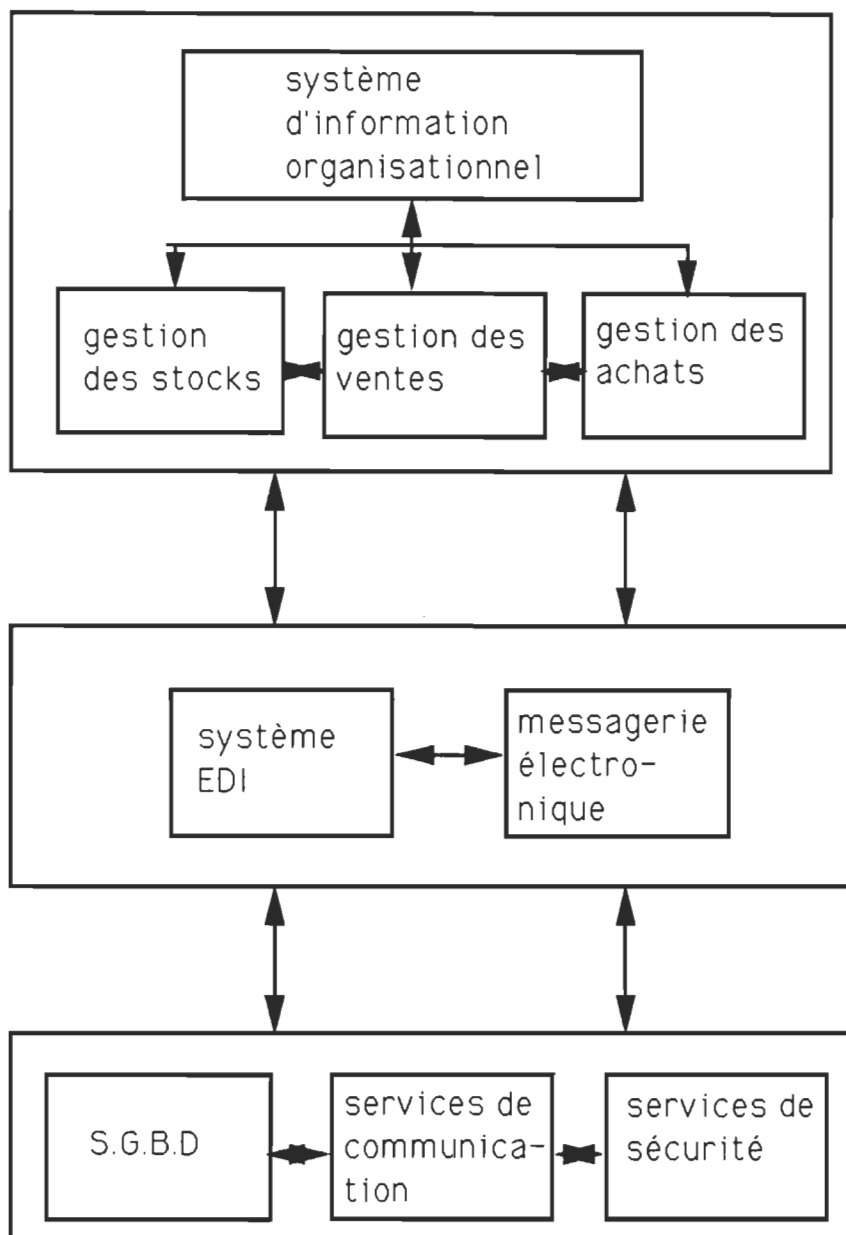 système
d'information
organisationnel
gestion
des stocks
gestion des
ventes
gestion des
achats
système
EDI
messagerie
électro-
nique
S.G.B.D
services de
communica-
tion
services de
sécurité